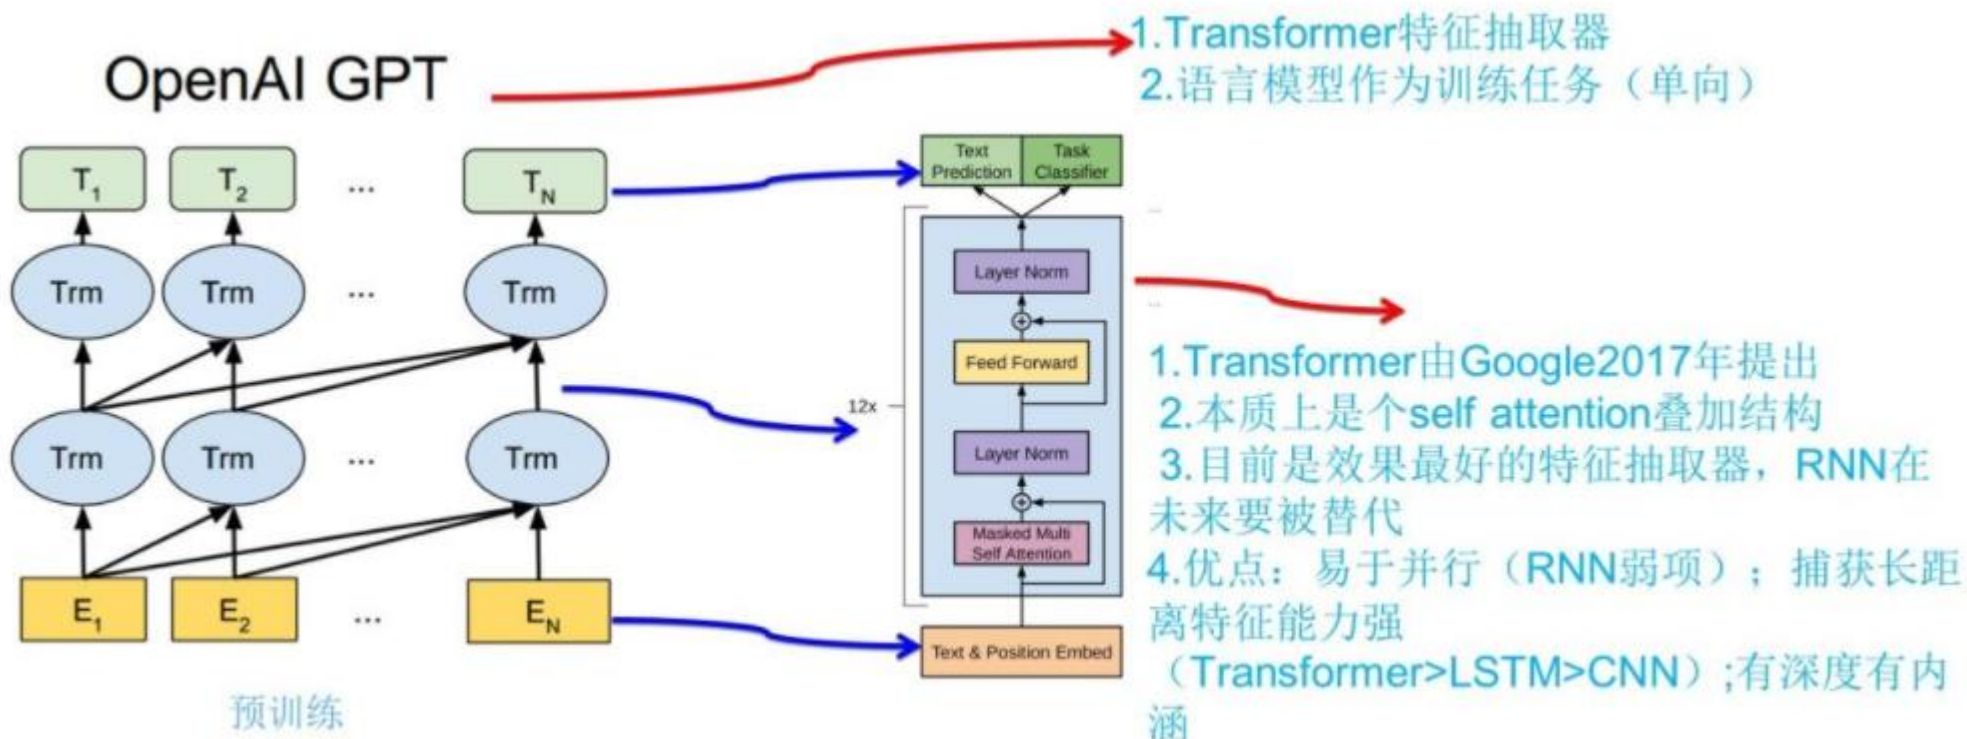 OpenAI GPT
1.Transformer特征抽取器
2.语言模型作为训练任务（单向）
T1 T2 ... TN
Trm Trm ... Trm
Trm Trm ... Trm
E1 E2 ... EN
预训练
Text
Prediction
Task
Classifier
...
Layer Norm
+
...
Feed Forward
12x
Layer Norm
+
Masked Multi
Self Attention
Text & Position Embed
1.Transformer由Google2017年提出
2.本质上是个self attention叠加结构
3.目前是效果最好的特征抽取器，RNN在
未来要被替代
4.优点：易于并行（RNN弱项）；捕获长距
离特征能力强
（Transformer>LSTM>CNN）;有深度有内
涵